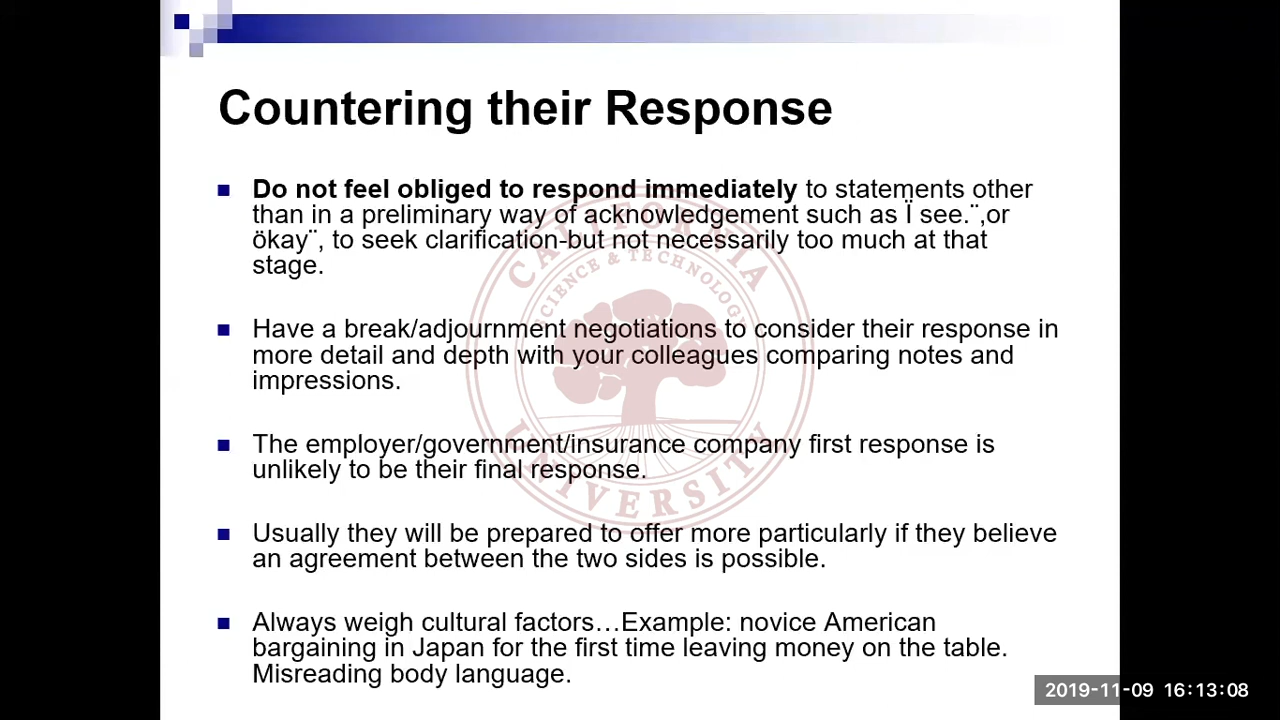 Countering their Response
Do not feel obliged to respond immediately to statements other
than in a preliminary way of acknowledgement such as Ï see.¨,or
ökay¨, to seek clarification-but not necessarily too much at that
stage.
Have a break/adjournment negotiations to consider their response in
more detail and depth with your colleagues comparing notes and
impressions.
The employer/government/insurance company first response is
unlikely to be their final response.
Usually they will be prepared to offer more particularly if they believe
an agreement between the two sides is possible.
Always weigh cultural factors…Example: novice American
bargaining in Japan for the first time leaving money on the table.
Misreading body language.
CALIFORNIA
SCIENCE & TECHNOLOGY
UNIVERSITY
2019-11-09 16:13:08